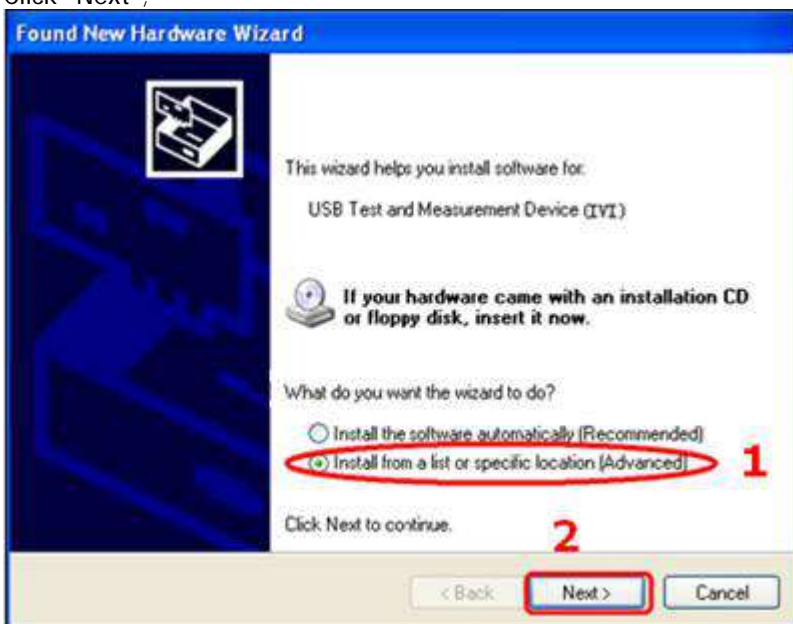 Click "Next",
Found New Hardware Wizard
This wizard helps you install software for:
USB Test and Measurement Device (IVI)
If your hardware came with an installation CD
or floppy disk, insert it now.
What do you want the wizard to do?
Install the software automatically (Recommended)
Install from a list or specific location (Advanced)
1
Click Next to continue.
2
< Back
Next >
Cancel